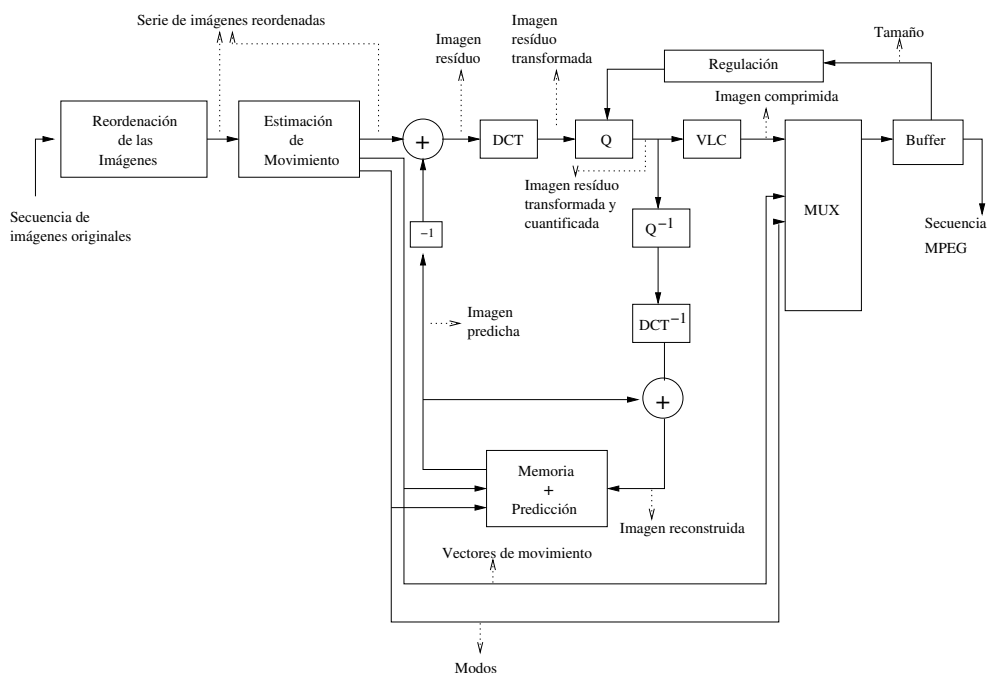 Serie de imágenes reordenadas
Imagen
resíduo
Imagen
resíduo
transformada
Tamaño
Regulación
Imagen comprimida
Reordenación
de las
Imágenes
Estimación
de
Movimiento
+
DCT
Q
VLC
Buffer
Imagen resíduo
transformada y
cuantificada
MUX
Secuencia de
imágenes originales
−1
Q−1
Secuencia
MPEG
Imagen
predicha
DCT−1
+
Memoria
+
Predicción
Imagen reconstruida
Vectores de movimiento
Modos